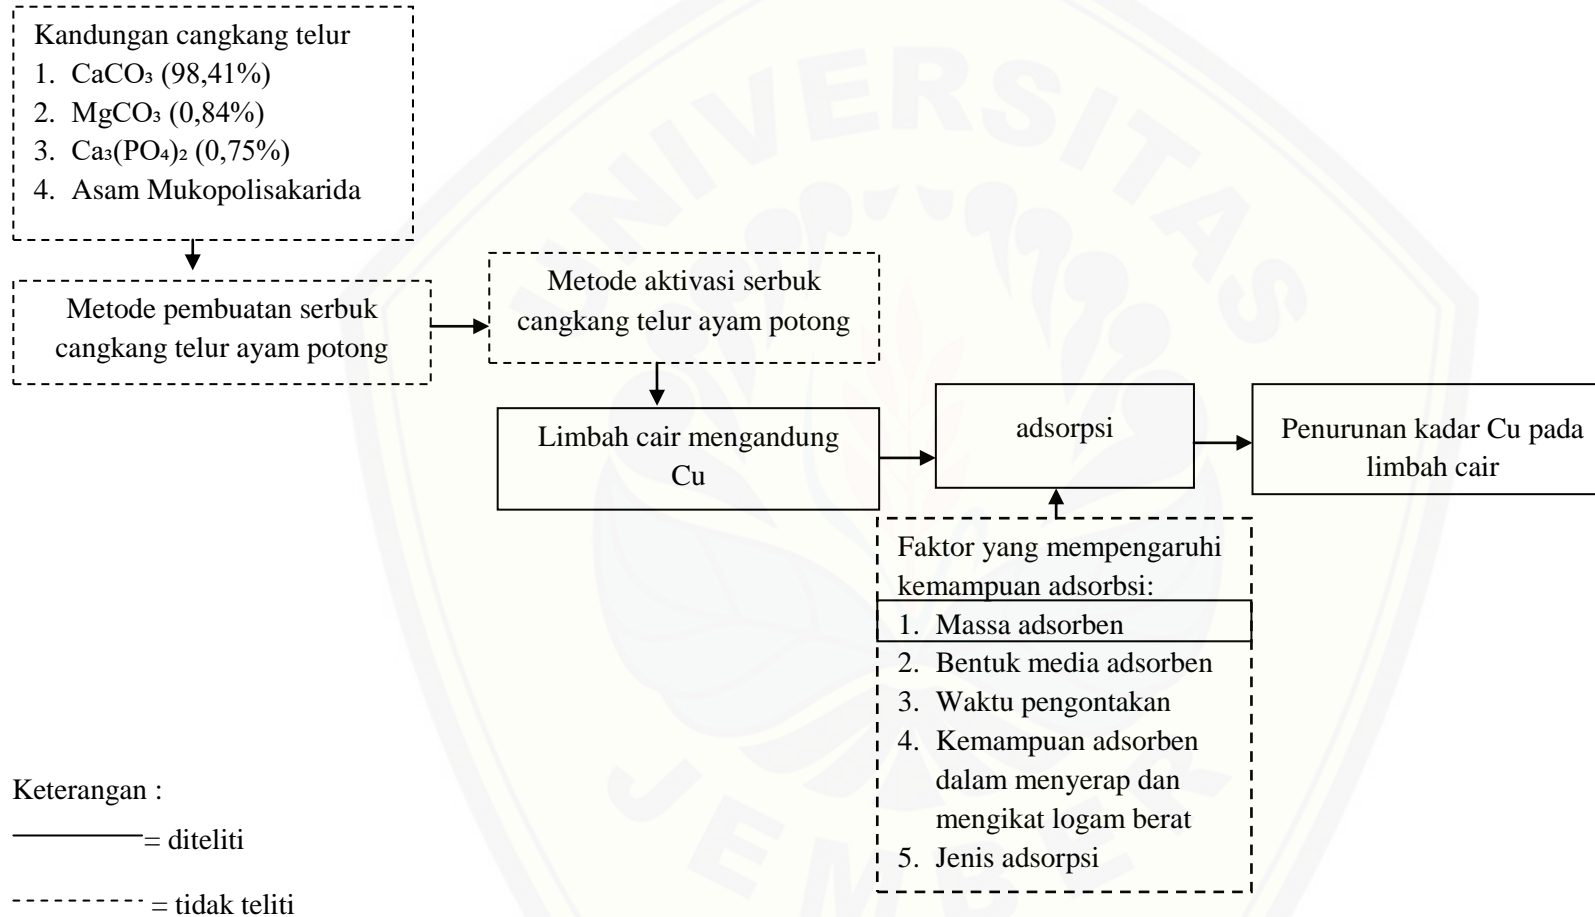 Kandungan cangkang telur
1. CaCO₃ (98,41%)
2. MgCO₃ (0,84%)
3. Ca₃(PO₄)₂ (0,75%)
4. Asam Mukopolisakarida
Metode pembuatan serbuk
cangkang telur ayam potong
Metode aktivasi serbuk
cangkang telur ayam potong
Limbah cair mengandung
Cu
adsorpsi
Penurunan kadar Cu pada
limbah cair
Faktor yang mempengaruhi
kemampuan adsorbsi:
1. Massa adsorben
2. Bentuk media adsorben
3. Waktu pengontakan
4. Kemampuan adsorben
dalam menyerap dan
mengikat logam berat
5. Jenis adsorpsi
Keterangan :
= diteliti
= tidak teliti
UNIVERSITAS
JEMBER